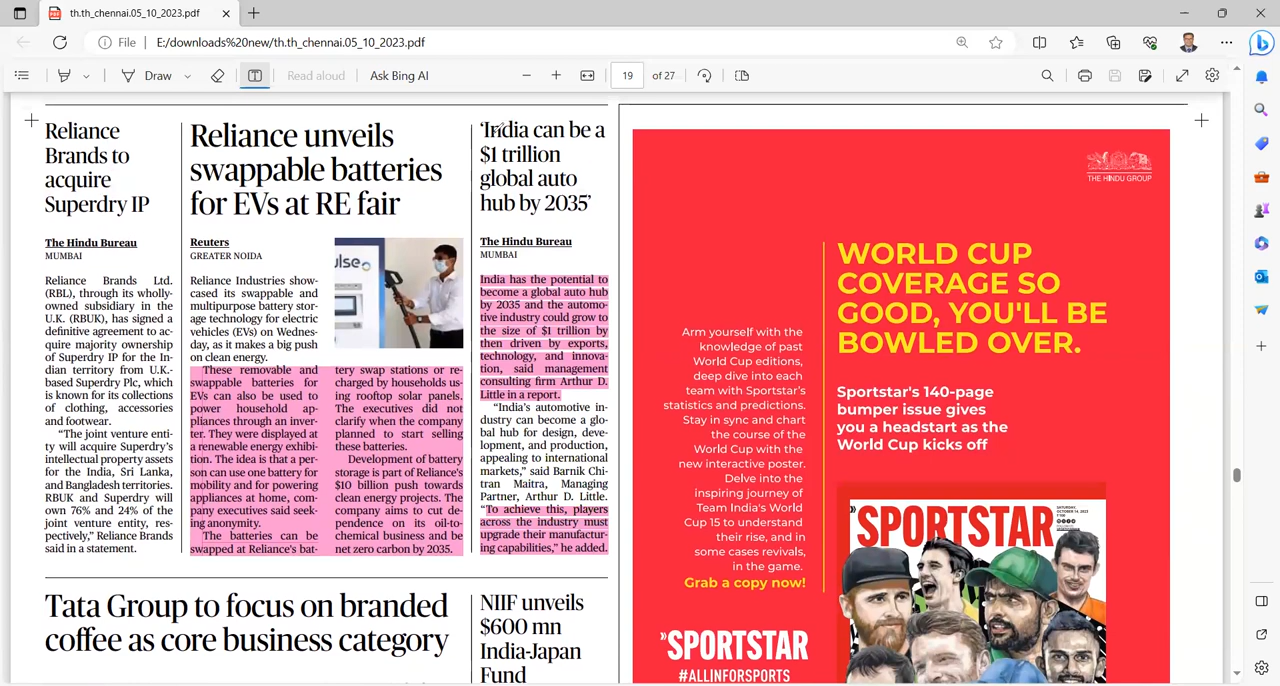 th.th_chennai.05_10_2023.pdf
File
E:/downloads%20new/th.th_chennai.05_10_2023.pdf
Draw
Read aloud
Ask Bing AI
19
of 27
Reliance
Brands to
acquire
Superdry IP
The Hindu Bureau
MUMBAI
Reliance Brands Ltd.
(RBL), through its wholly-
owned subsidiary in the
U.K. (RBUK), has signed a
definitive agreement to ac-
quire majority ownership
of Superdry IP for the In-
dian territory from U.K.-
based Superdry Plc, which
is known for its collections
of clothing, accessories
and footwear.
“The joint venture enti-
ty will acquire Superdry's
intellectual property assets
for the India, Sri Lanka,
and Bangladesh territories.
RBUK and Superdry will
own 76% and 24% of the
joint venture entity, res-
pectively,” Reliance Brands
said in a statement.
Reliance unveils
swappable batteries
for EVs at RE fair
Reuters
GREATER NOIDA
Reliance Industries show-
cased its swappable and
multipurpose battery stor-
age technology for electric
vehicles (EVs) on Wednes-
day, as it makes a big push
on clean energy.
These removable and
swappable batteries for
EVs can also be used to
power household ap-
pliances through an inver-
ter. They were displayed at
a renewable energy exhibi-
tion. The idea is that a per-
son can use one battery for
mobility and for powering
appliances at home, com-
pany executives said seek-
ing anonymity.
The batteries can be
swapped at Reliance's bat-
ulse
tery swap stations or re-
charged by households us-
ing rooftop solar panels.
The executives did not
clarify when the company
planned to start selling
these batteries.
Development of battery
storage is part of Reliance's
$10 billion push towards
clean energy projects. The
company aims to cut de-
pendence on its oil-to-
chemical business and be
net zero carbon by 2035.
‘India can be a
$1 trillion
global auto
hub by 2035’
The Hindu Bureau
MUMBAI
India has the potential to
become a global auto hub
by 2035 and the automo-
tive industry could grow to
the size of $1 trillion by
then driven by exports,
technology, and innova-
tion, said management
consulting firm Arthur D.
Little in a report.
“India's automotive in-
dustry can become a glo-
bal hub for design, deve-
lopment, and production,
appealing to international
markets,” said Barnik Chi-
tran Maitra, Managing
Partner, Arthur D. Little.
“To achieve this, players
across the industry must
upgrade their manufactur-
ing capabilities,” he added.
Tata Group to focus on branded
coffee as core business category
NIIF unveils
$600 mn
India-Japan
Fund
THE HINDU GROUP
Arm yourself with the
knowledge of past
World Cup editions,
deep dive into each
team with Sportstar's
statistics and predictions.
Stay in sync and chart
the course of the
World Cup with the
new interactive poster.
Delve into the
inspiring journey of
Team India's World
Cup 15 to understand
their rise, and in
some cases revivals,
in the game.
Grab a copy now!
WORLD CUP
COVERAGE SO
GOOD, YOU'LL BE
BOWLED OVER.
Sportstar's 140-page
bumper issue gives
you a headstart as the
World Cup kicks off
»SPORTSTAR
#ALLINFORSPORTS
»SPORTSTAR
SATURDAY,
OCTOBER 14, 2023